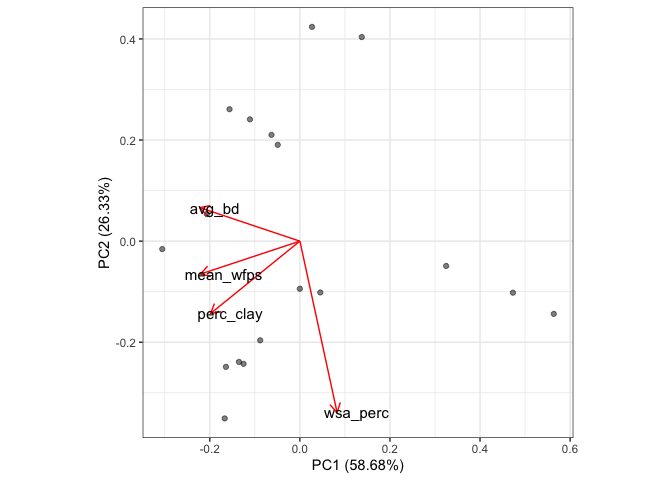 0.4
0.2
0.0
-0.2
PC2 (26.33%)
avg_bd
mean_wfps
perc_clay
wsa_perc
-0.2 0.0 0.2 0.4 0.6
PC1 (58.68%)